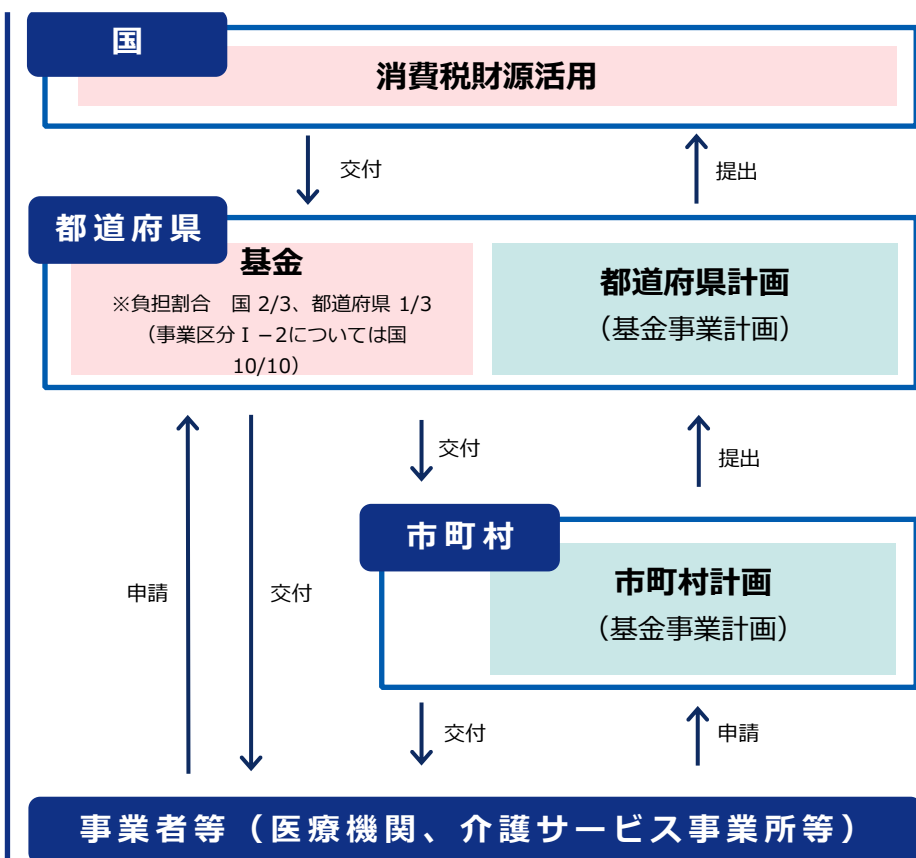 国
消費税財源活用
交付
提出
都道府県
基金
※負担割合　国 2/3、都道府県 1/3
（事業区分Ⅰ－2については国
10/10）
都道府県計画
（基金事業計画）
交付
提出
市町村
市町村計画
（基金事業計画）
申請
交付
交付
申請
事業者等（医療機関、介護サービス事業所等）